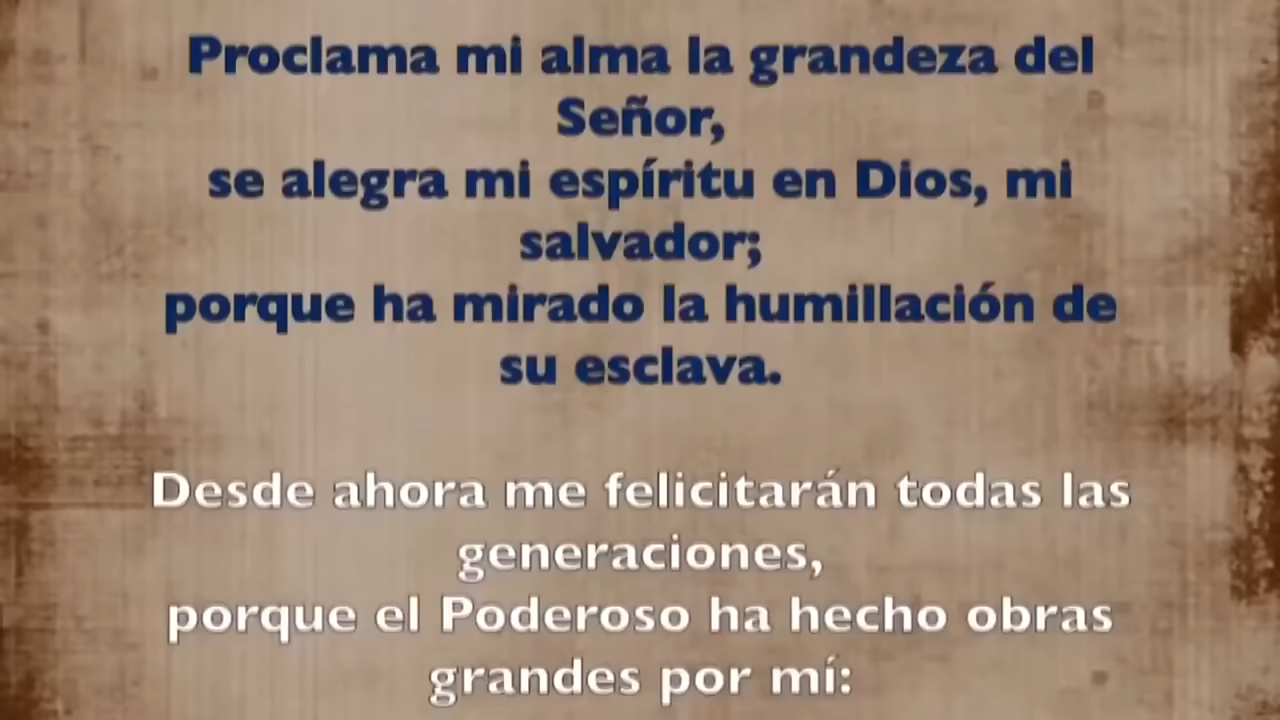 Proclama mi alma la grandeza del
Señor,
se alegra mi espíritu en Dios, mi
salvador;
porque ha mirado la humillación de
su esclava.
Desde ahora me felicitarán todas las
generaciones,
porque el Poderoso ha hecho obras
grandes por mí: